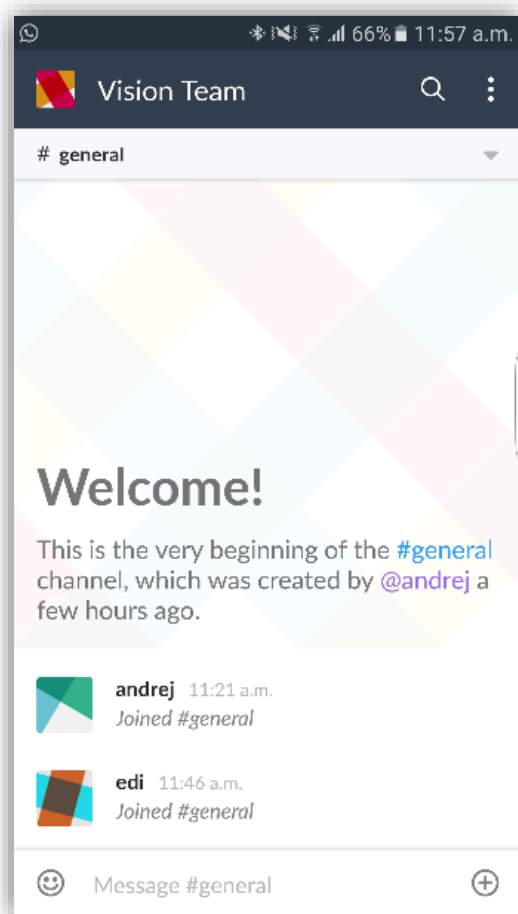 66% 11:57 a.m.
Vision Team
# general
Welcome!
This is the very beginning of the #general
channel, which was created by @andrej a
few hours ago.
andrej 11:21 a.m.
Joined #general
edi 11:46 a.m.
Joined #general
Message #general